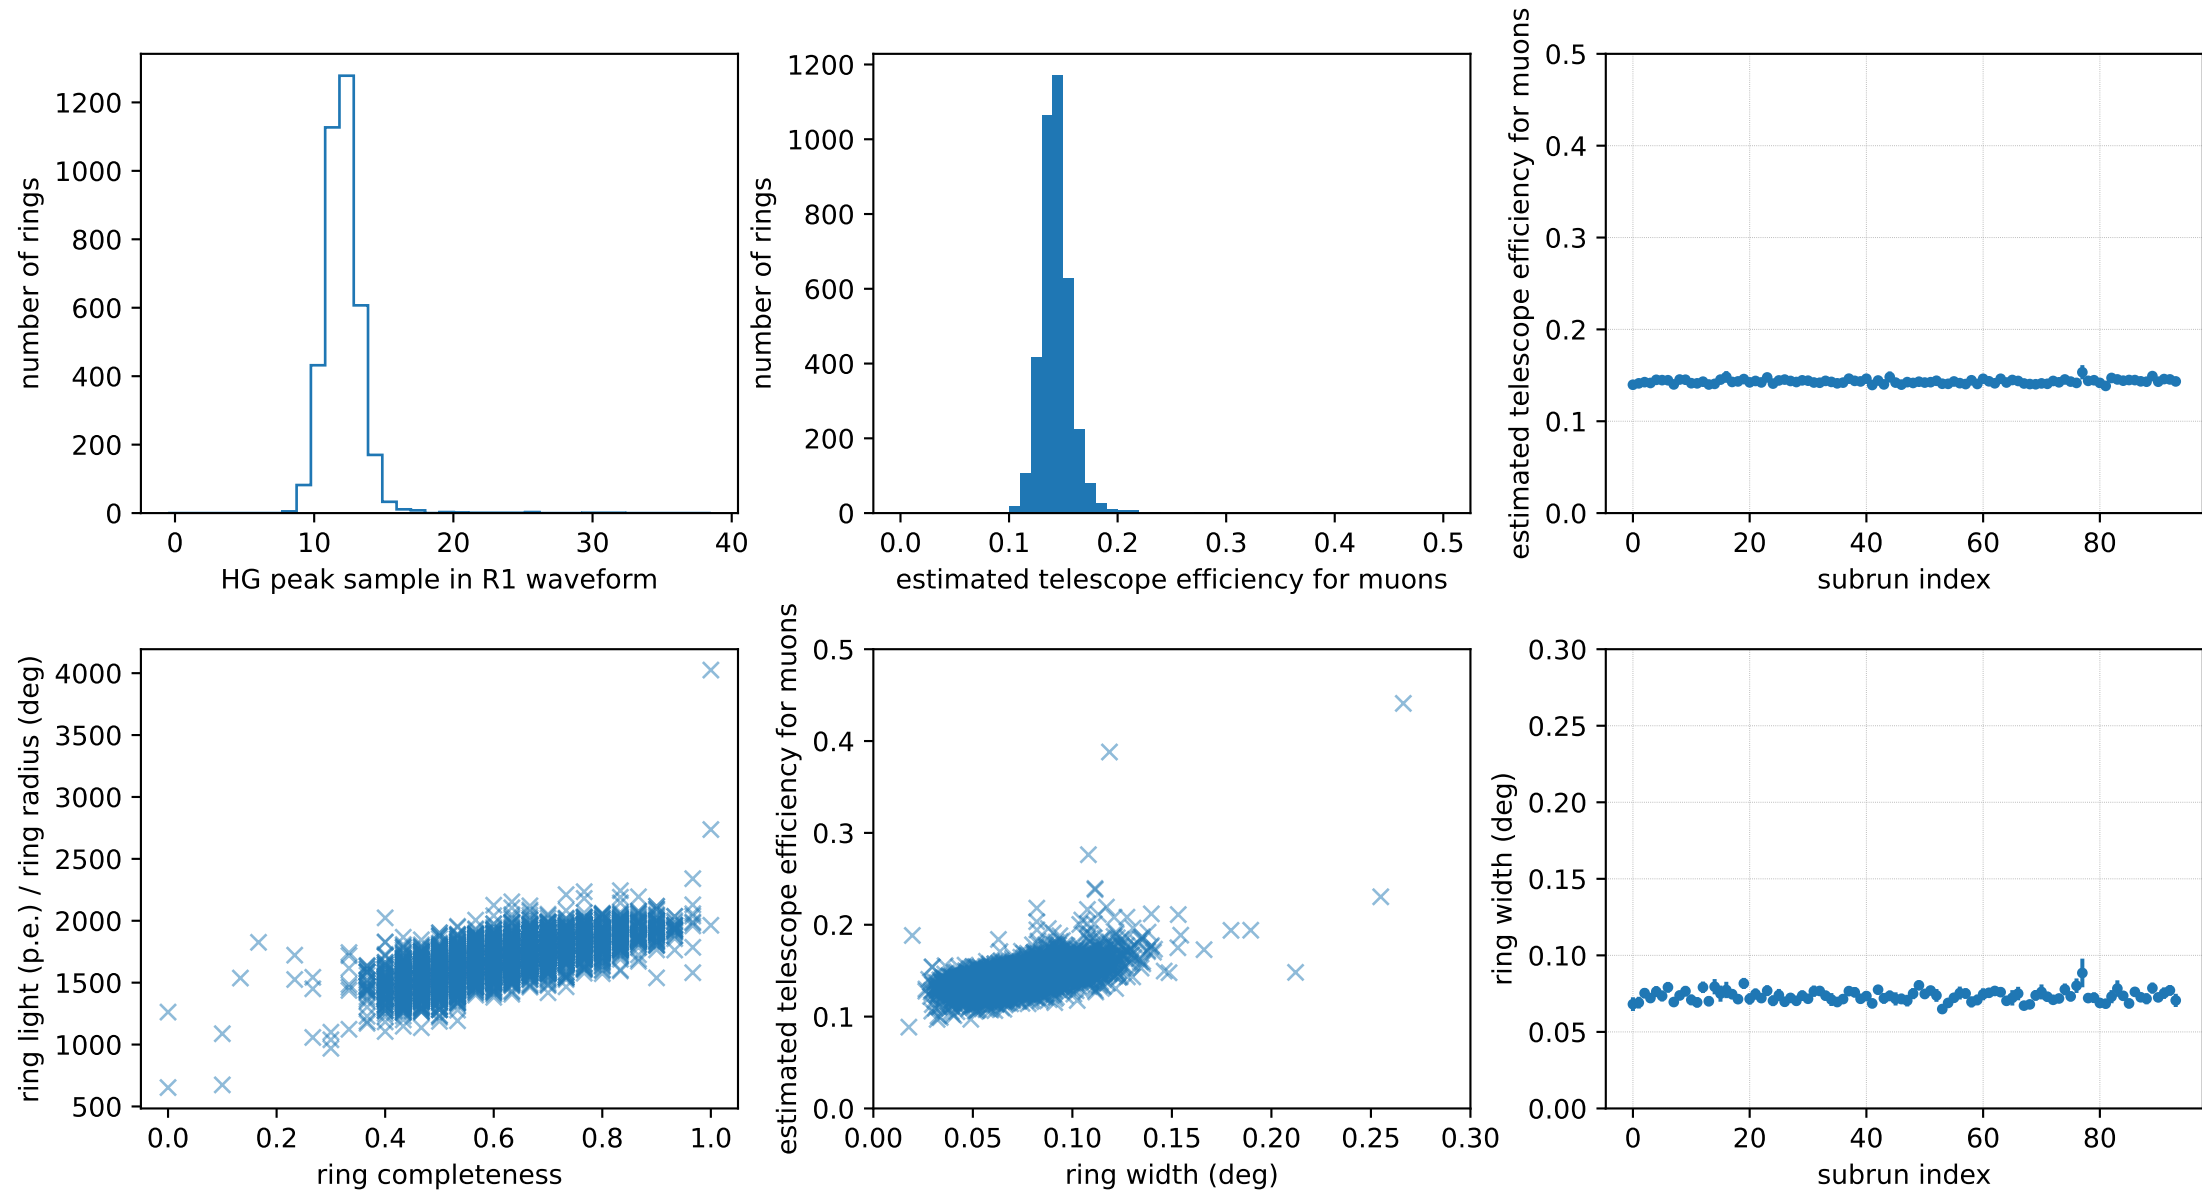 number of rings
1200
1000
800
600
400
200
0
0 10 20 30 40
HG peak sample in R1 waveform
number of rings
1200
1000
800
600
400
200
0
0.0 0.1 0.2 0.3 0.4 0.5
estimated telescope efficiency for muons
estimated telescope efficiency for muons
0.5
0.4
0.3
0.2
0.1
0.0
0 20 40 60 80
subrun index
ring light (p.e.) / ring radius (deg)
4000
3500
3000
2500
2000
1500
1000
500
0.0 0.2 0.4 0.6 0.8 1.0
ring completeness
estimated telescope efficiency for muons
0.5
0.4
0.3
0.2
0.1
0.0
0.00 0.05 0.10 0.15 0.20 0.25 0.30
ring width (deg)
ring width (deg)
0.30
0.25
0.20
0.15
0.10
0.05
0.00
0 20 40 60 80
subrun index